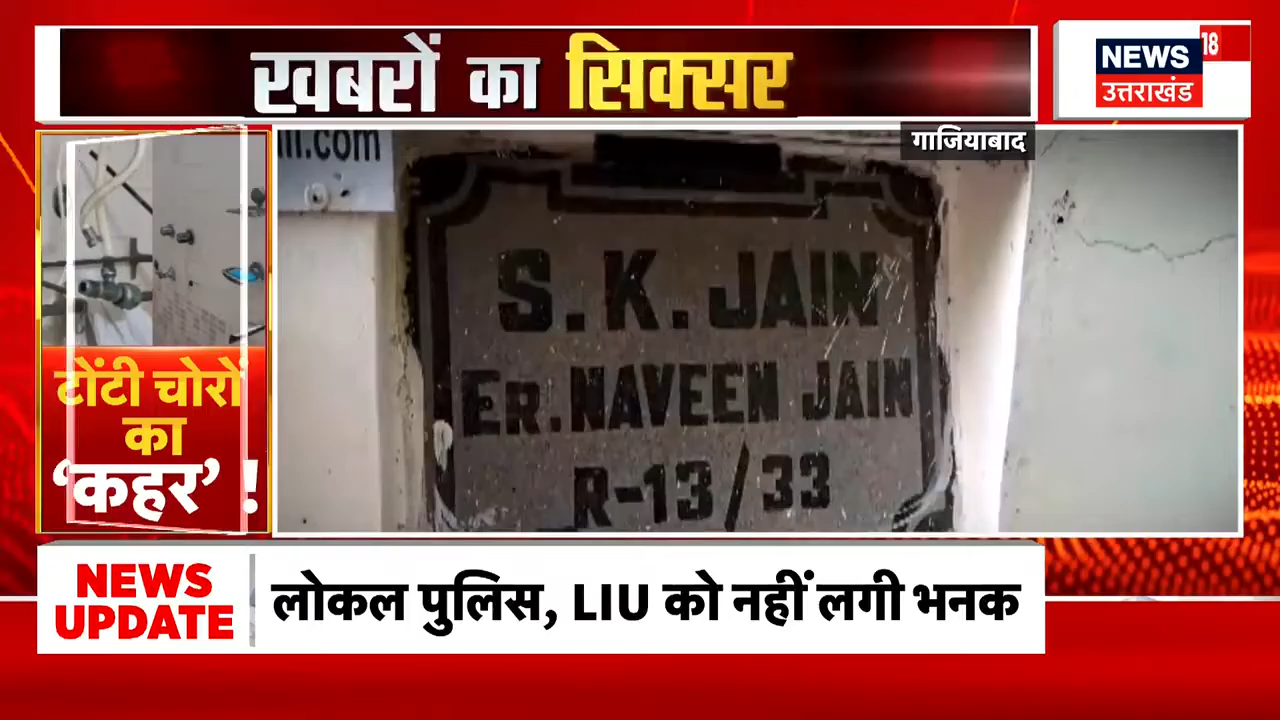 खबरों का सिक्सर
NEWS 18
उत्तराखंड
गाजियाबाद
.com
S. K. JAIN
ER. NAVEEN JAIN
R-13/33
टोंटी चोरों
का
‘कहर’ !
NEWS
UPDATE
लोकल पुलिस, LIU को नहीं लगी भनक